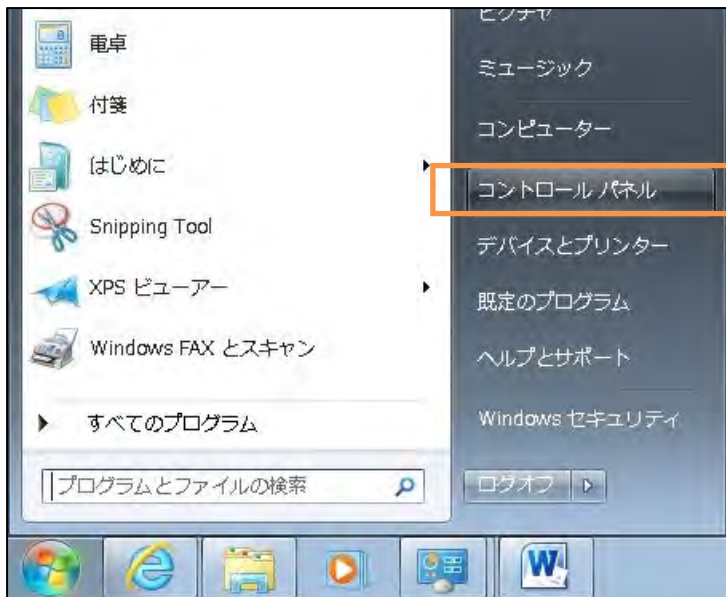 電卓
付箋
はじめに
Snipping Tool
XPS ビューアー
Windows FAX とスキャン
すべてのプログラム
プログラムとファイルの検索
ピクチャ
ミュージック
コンピューター
コントロール パネル
デバイスとプリンター
既定のプログラム
ヘルプとサポート
Windows セキュリティ
ログオフ
W